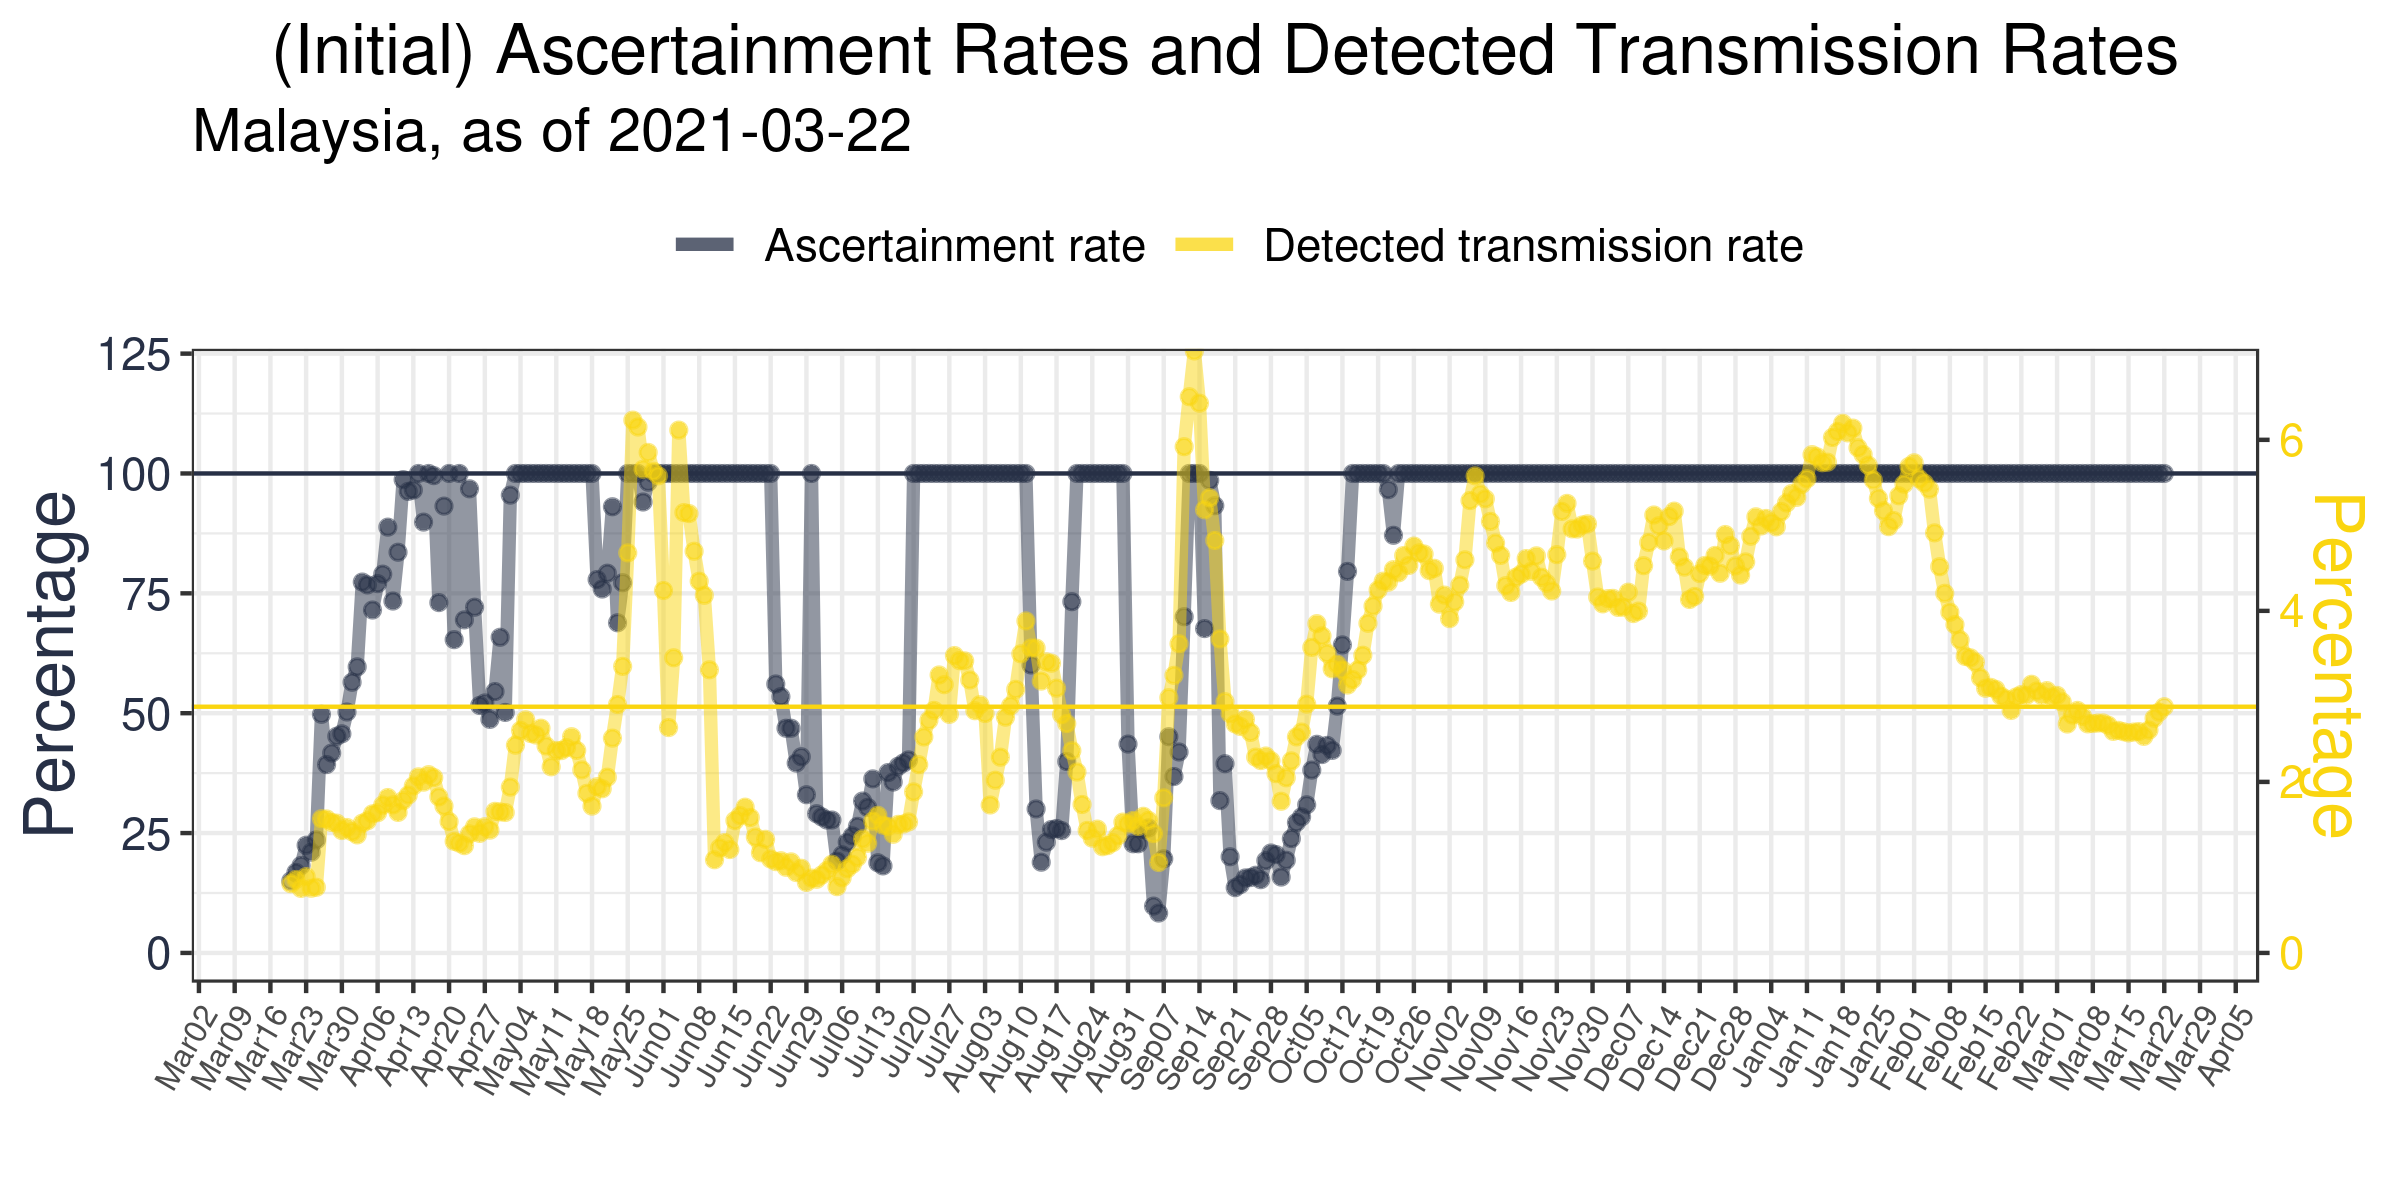 (Initial) Ascertainment Rates and Detected Transmission Rates
Malaysia, as of 2021-03-22
Ascertainment rate
Detected transmission rate
125
100
75
50
25
0
Percentage
6
4
2
0
Percentage
Mar02
Mar09
Mar16
Mar23
Mar30
Apr06
Apr13
Apr20
Apr27
May04
May11
May18
May25
Jun01
Jun08
Jun15
Jun22
Jun29
Jul06
Jul13
Jul20
Jul27
Aug03
Aug10
Aug17
Aug24
Aug31
Sep07
Sep14
Sep21
Sep28
Oct05
Oct12
Oct19
Oct26
Nov02
Nov09
Nov16
Nov23
Nov30
Dec07
Dec14
Dec21
Dec28
Jan04
Jan11
Jan18
Jan25
Feb01
Feb08
Feb15
Feb22
Mar01
Mar08
Mar15
Mar22
Mar29
Apr05